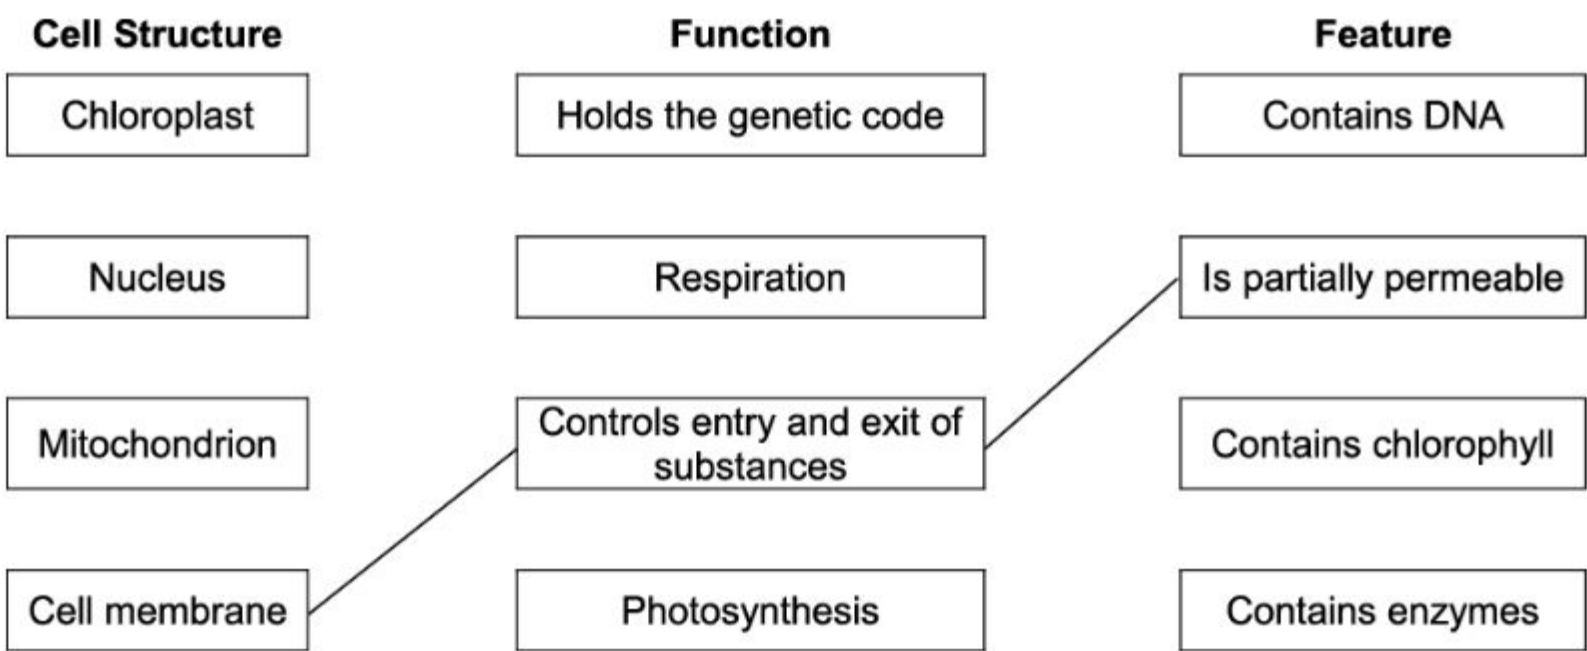 Cell Structure Function Feature
Chloroplast Holds the genetic code Contains DNA
Nucleus Respiration Is partially permeable
Mitochondrion Controls entry and exit of substances Contains chlorophyll
Cell membrane Photosynthesis Contains enzymes